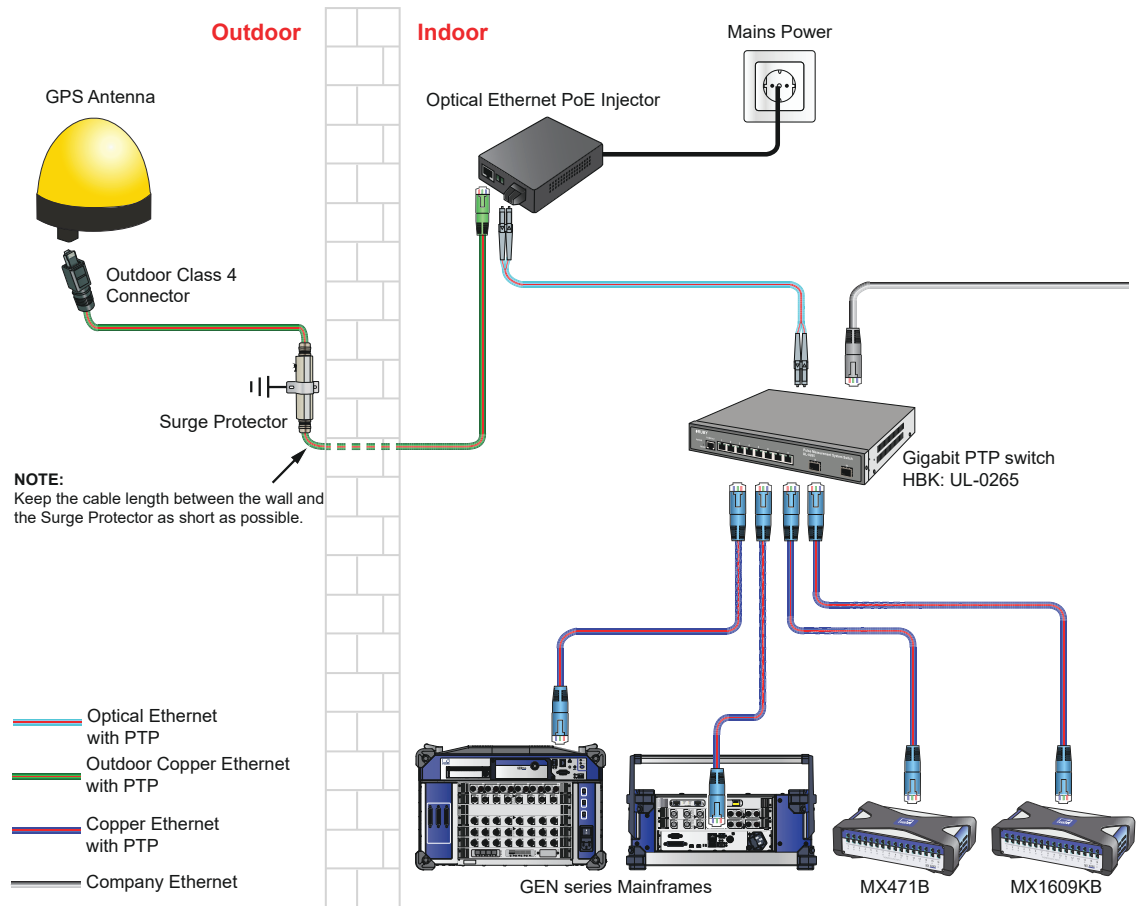 Outdoor
Indoor
Mains Power
GPS Antenna
Optical Ethernet PoE Injector
Outdoor Class 4
Connector
Surge Protector
NOTE:
Keep the cable length between the wall and
the Surge Protector as short as possible.
Gigabit PTP switch
HBK: UL-0265
Optical Ethernet
with PTP
Outdoor Copper Ethernet
with PTP
Copper Ethernet
with PTP
Company Ethernet
GEN series Mainframes
MX471B
MX1609KB